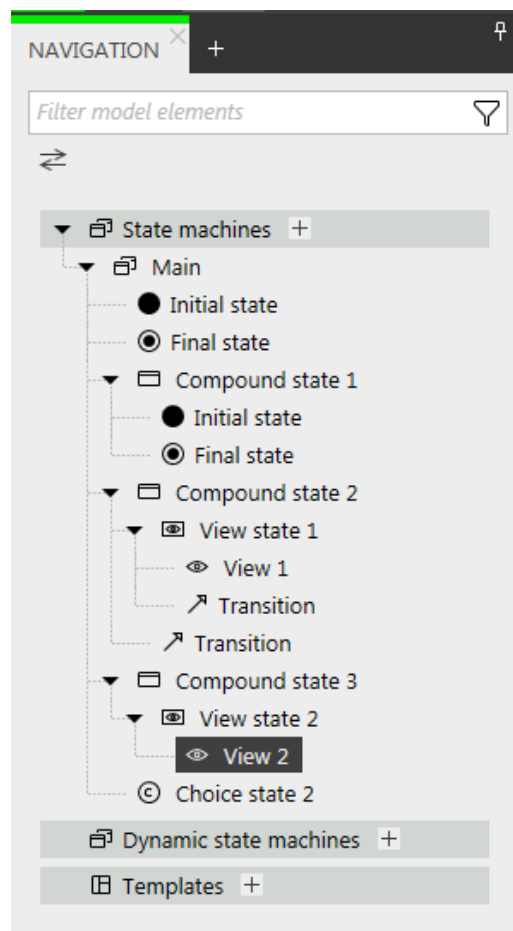 NAVIGATION
Filter model elements
State machines
Main
Initial state
Final state
Compound state 1
Initial state
Final state
Compound state 2
View state 1
View 1
Transition
Transition
Compound state 3
View state 2
View 2
Choice state 2
Dynamic state machines
Templates